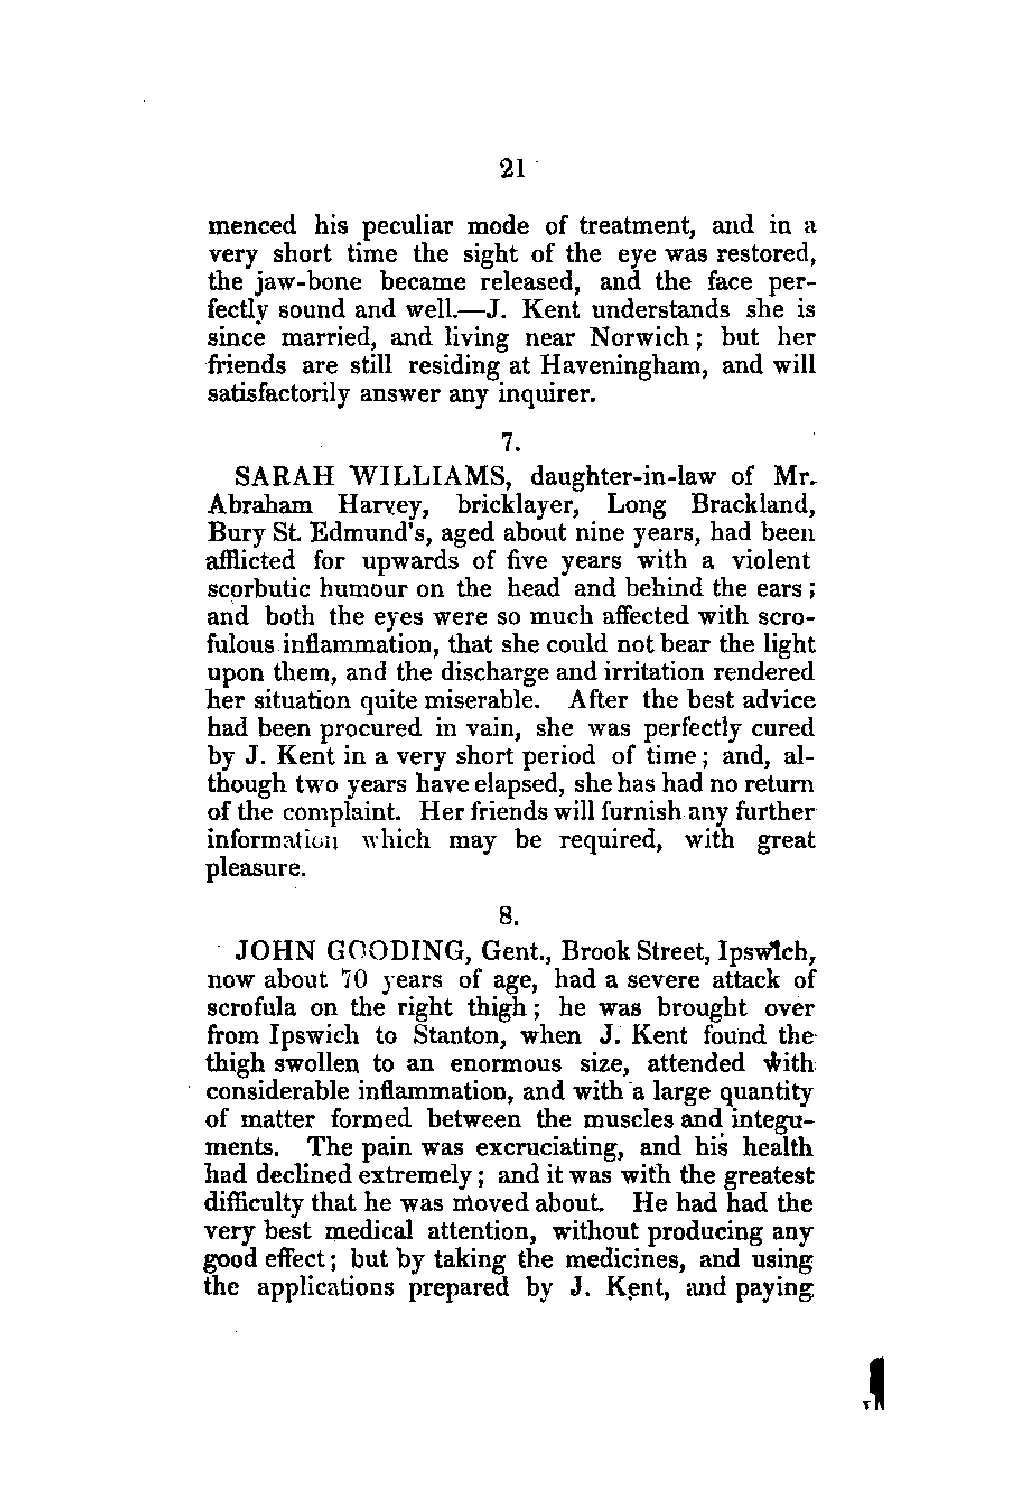 21
menced his peculiar mode of treatment, and in a
very short time the sight of the eye was restored,
the jaw-bone became released, and the face per-
fectly sound and well.—J. Kent understands she is
since married, and living near Norwich; but her
friends are still residing at Haveningham, and will
satisfactorily answer any inquirer.
7.
SARAH WILLIAMS, daughter-in-law of Mr.
Abraham Harvey, bricklayer, Long Brackland,
Bury St. Edmund's, aged about nine years, had been
afflicted for upwards of five years with a violent
scorbutic humour on the head and behind the ears;
and both the eyes were so much affected with scro-
fulous inflammation, that she could not bear the light
upon them, and the discharge and irritation rendered
her situation quite miserable. After the best advice
had been procured in vain, she was perfectly cured
by J. Kent in a very short period of time; and, al-
though two years have elapsed, she has had no return
of the complaint. Her friends will furnish any further
information which may be required, with great
pleasure.
8.
JOHN GOODING, Gent., Brook Street, Ipswich,
now about 70 years of age, had a severe attack of
scrofula on the right thigh; he was brought over
from Ipswich to Stanton, when J. Kent found the
thigh swollen to an enormous size, attended with
considerable inflammation, and with a large quantity
of matter formed between the muscles and integu-
ments. The pain was excruciating, and his health
had declined extremely; and it was with the greatest
difficulty that he was moved about. He had had the
very best medical attention, without producing any
good effect; but by taking the medicines, and using
the applications prepared by J. Kent, and paying